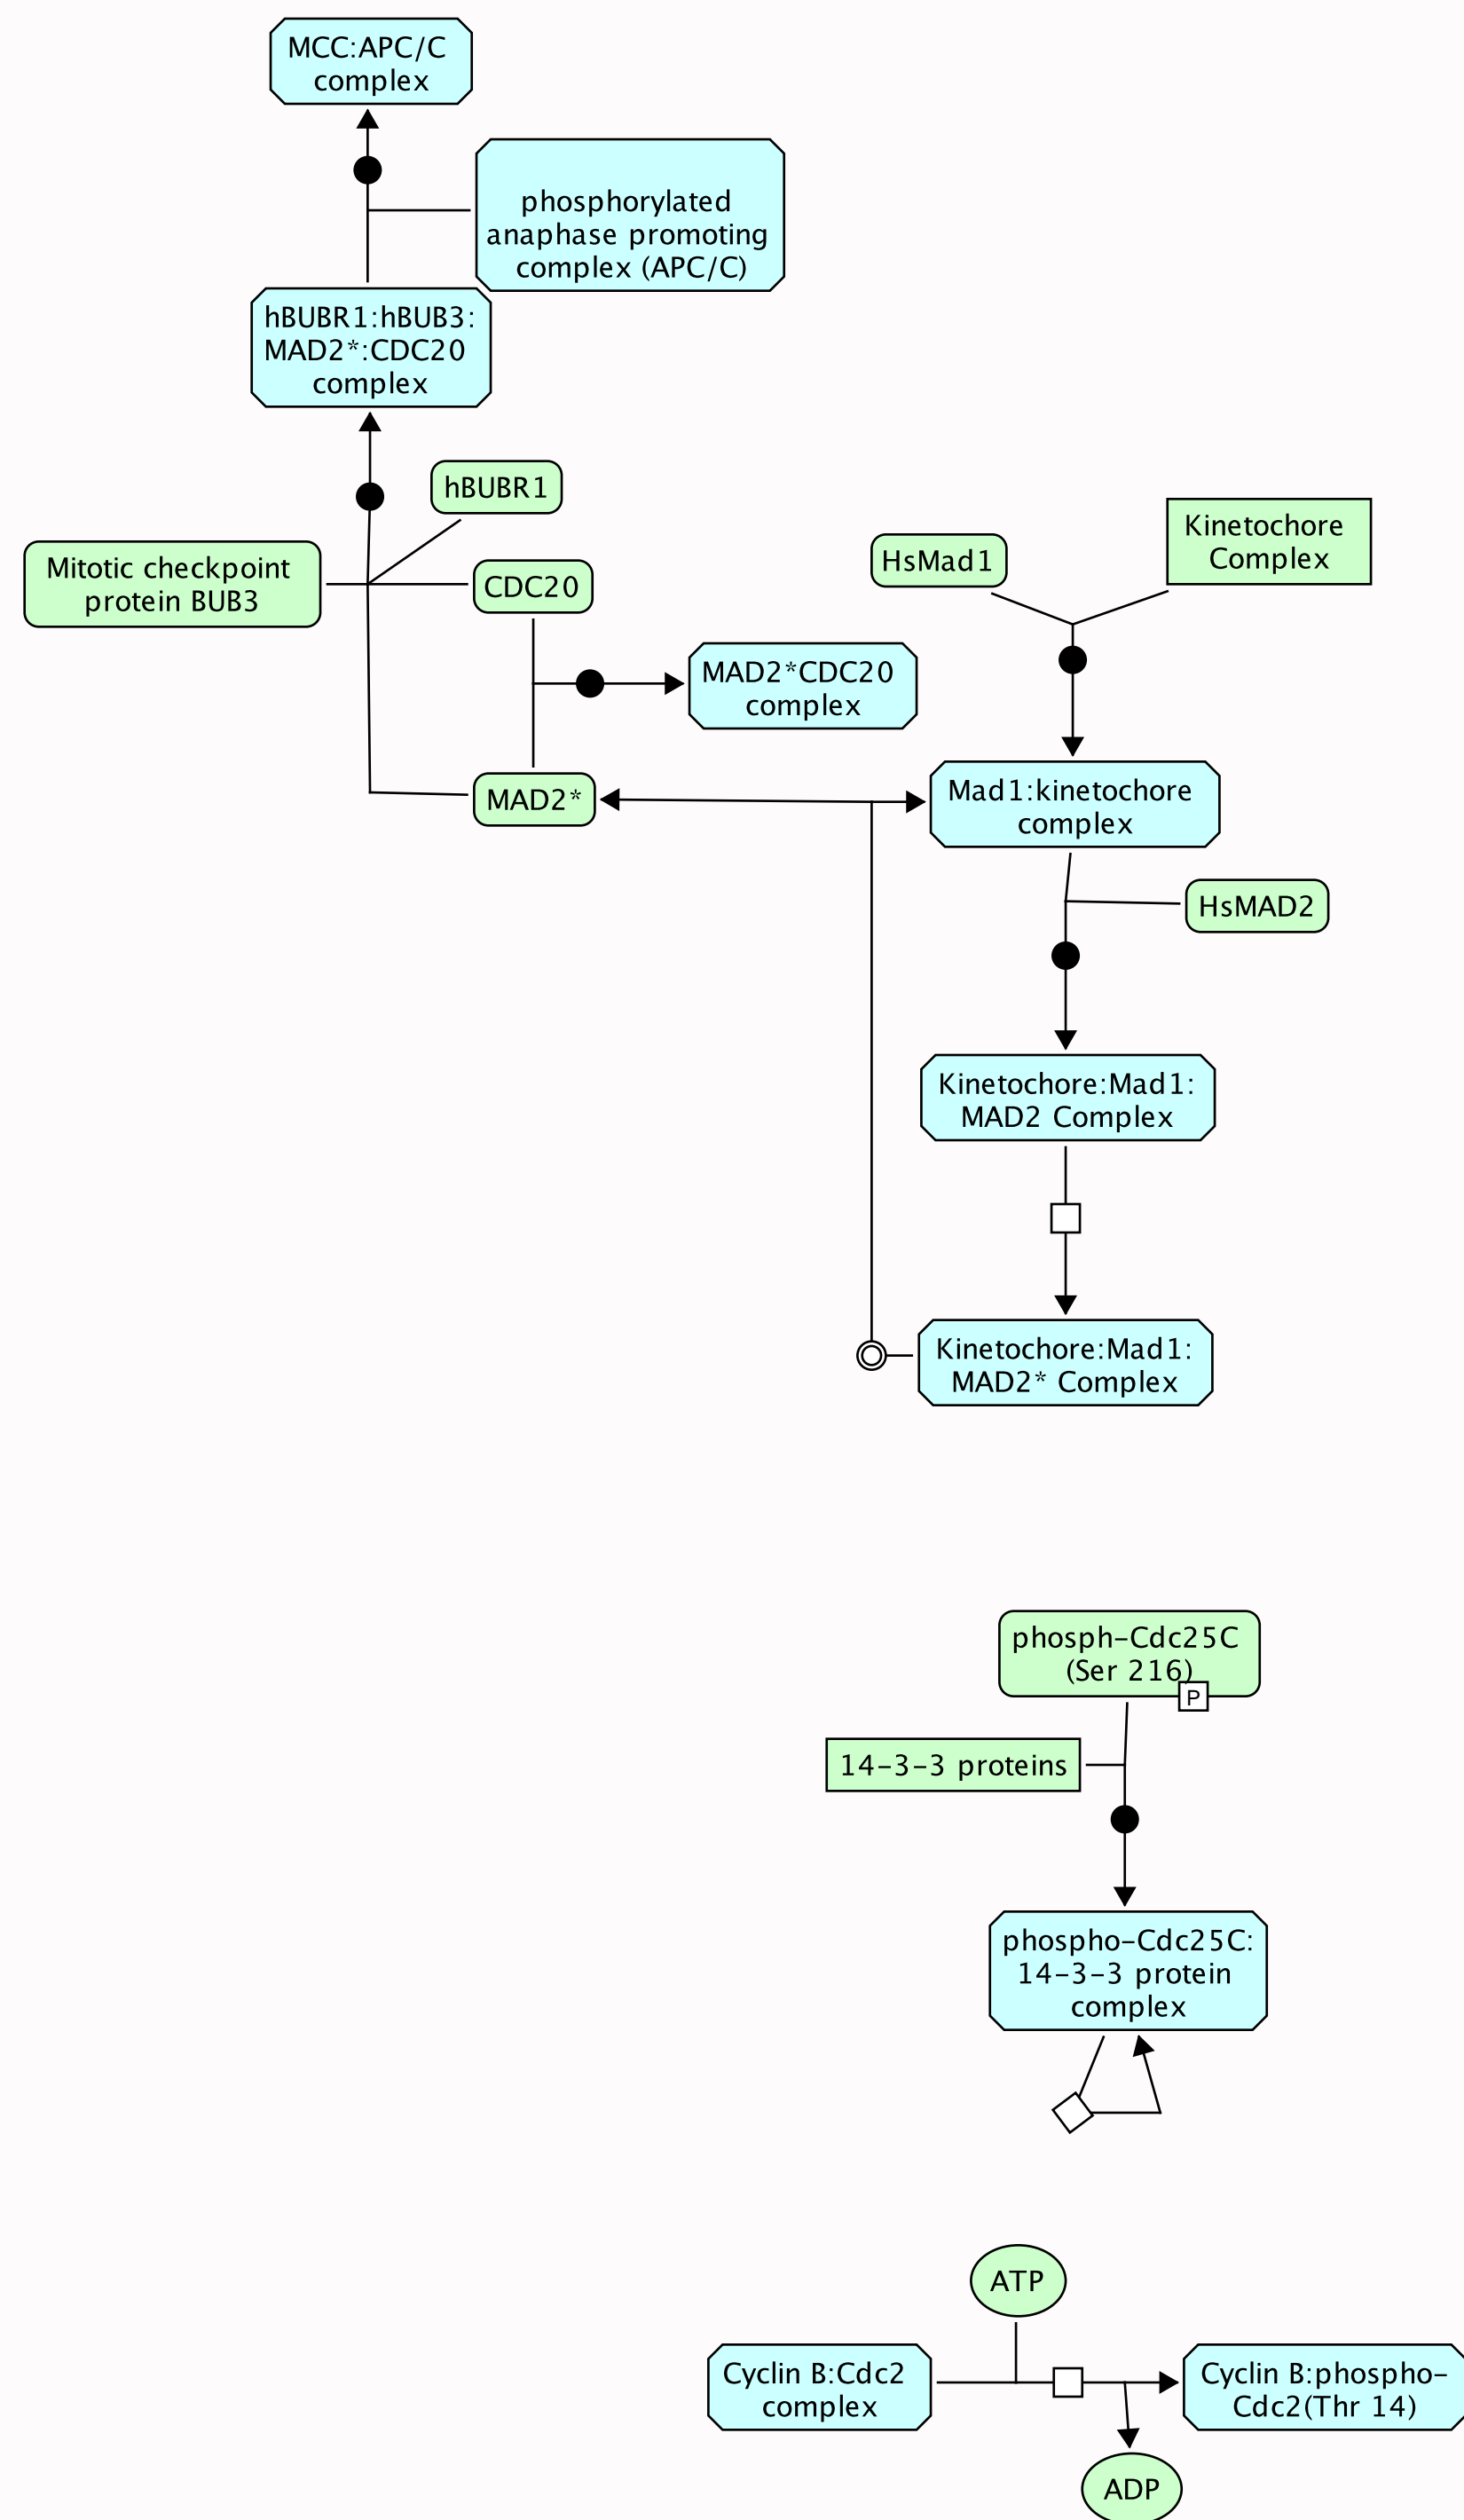 MCC:APC/C
complex
phosphorylated
anaphase promoting
complex (APC/C)
hBUBR1:hBUB3:
MAD2*:CDC20
complex
hBUBR1
Mitotic checkpoint
protein BUB3
CDC20
HsMad1
Kinetochore
Complex
MAD2*CDC20
complex
MAD2*
Mad1:kinetochore
complex
HsMAD2
Kinetochore:Mad1:
MAD2 Complex
Kinetochore:Mad1:
MAD2* Complex
phosph-Cdc25C
(Ser 216)
P
14-3-3 proteins
phospho-Cdc25C:
14-3-3 protein
complex
ATP
Cyclin B:Cdc2
complex
Cyclin B:phospho-
Cdc2(Thr 14)
ADP